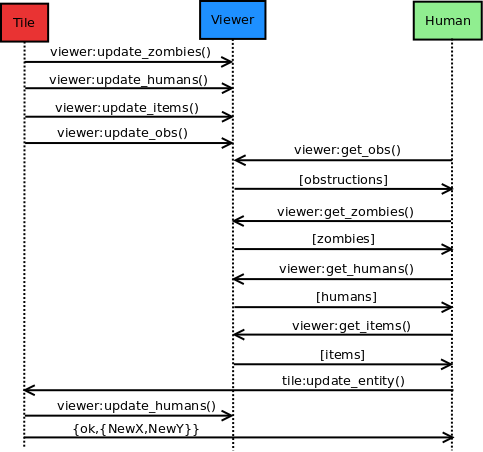 Tile
Viewer
Human
viewer:update_zombies()
viewer:update_humans()
viewer:update_items()
viewer:update_obs()
viewer:get_obs()
[obstructions]
viewer:get_zombies()
[zombies]
viewer:get_humans()
[humans]
viewer:get_items()
[items]
tile:update_entity()
viewer:update_humans()
{ok,{NewX,NewY}}